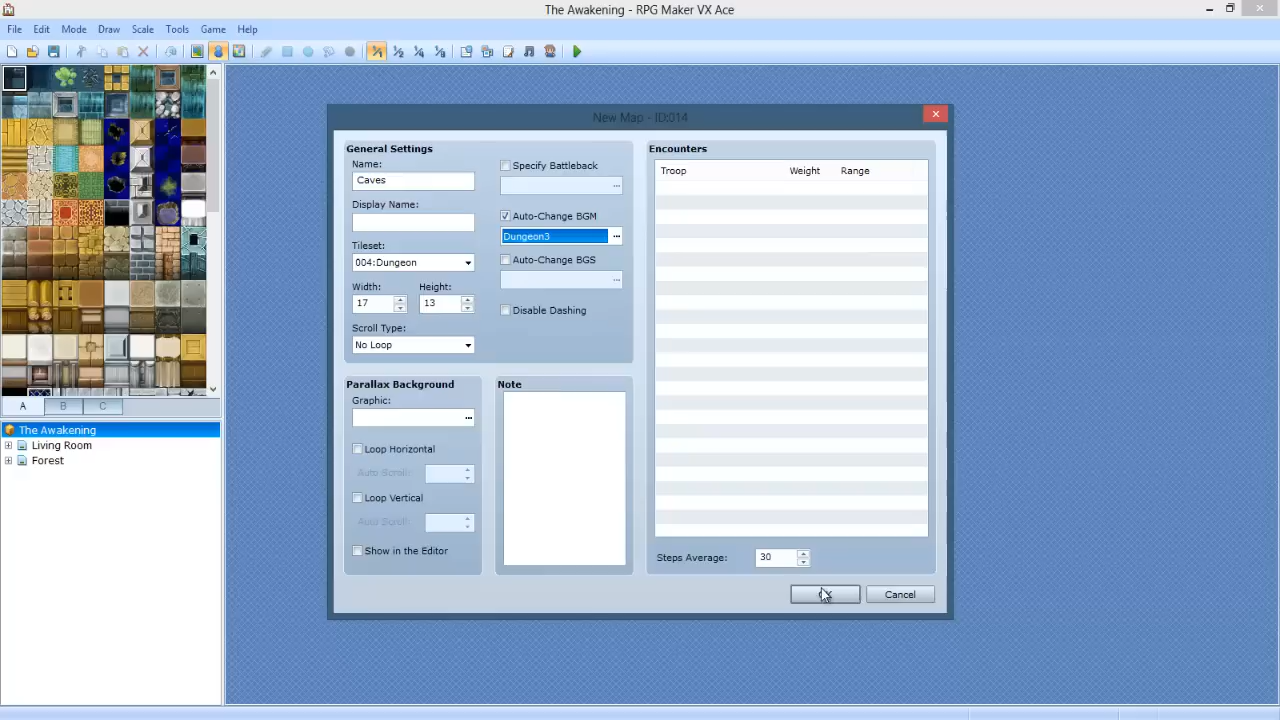 The Awakening - RPG Maker VX Ace
File Edit Mode Draw Scale Tools Game Help
New Map - ID:014
General Settings
Name:
Caves
Display Name:
Tileset:
004:Dungeon
Width: Height:
17 13
Scroll Type:
No Loop
Specify Battleback
Auto-Change BGM
Dungeon3
Auto-Change BGS
Disable Dashing
Parallax Background
Graphic:
Loop Horizontal
Auto Scroll:
Loop Vertical
Auto Scroll:
Show in the Editor
Note
Encounters
Troop Weight Range
Steps Average: 30
Cancel
A B C
The Awakening
Living Room
Forest